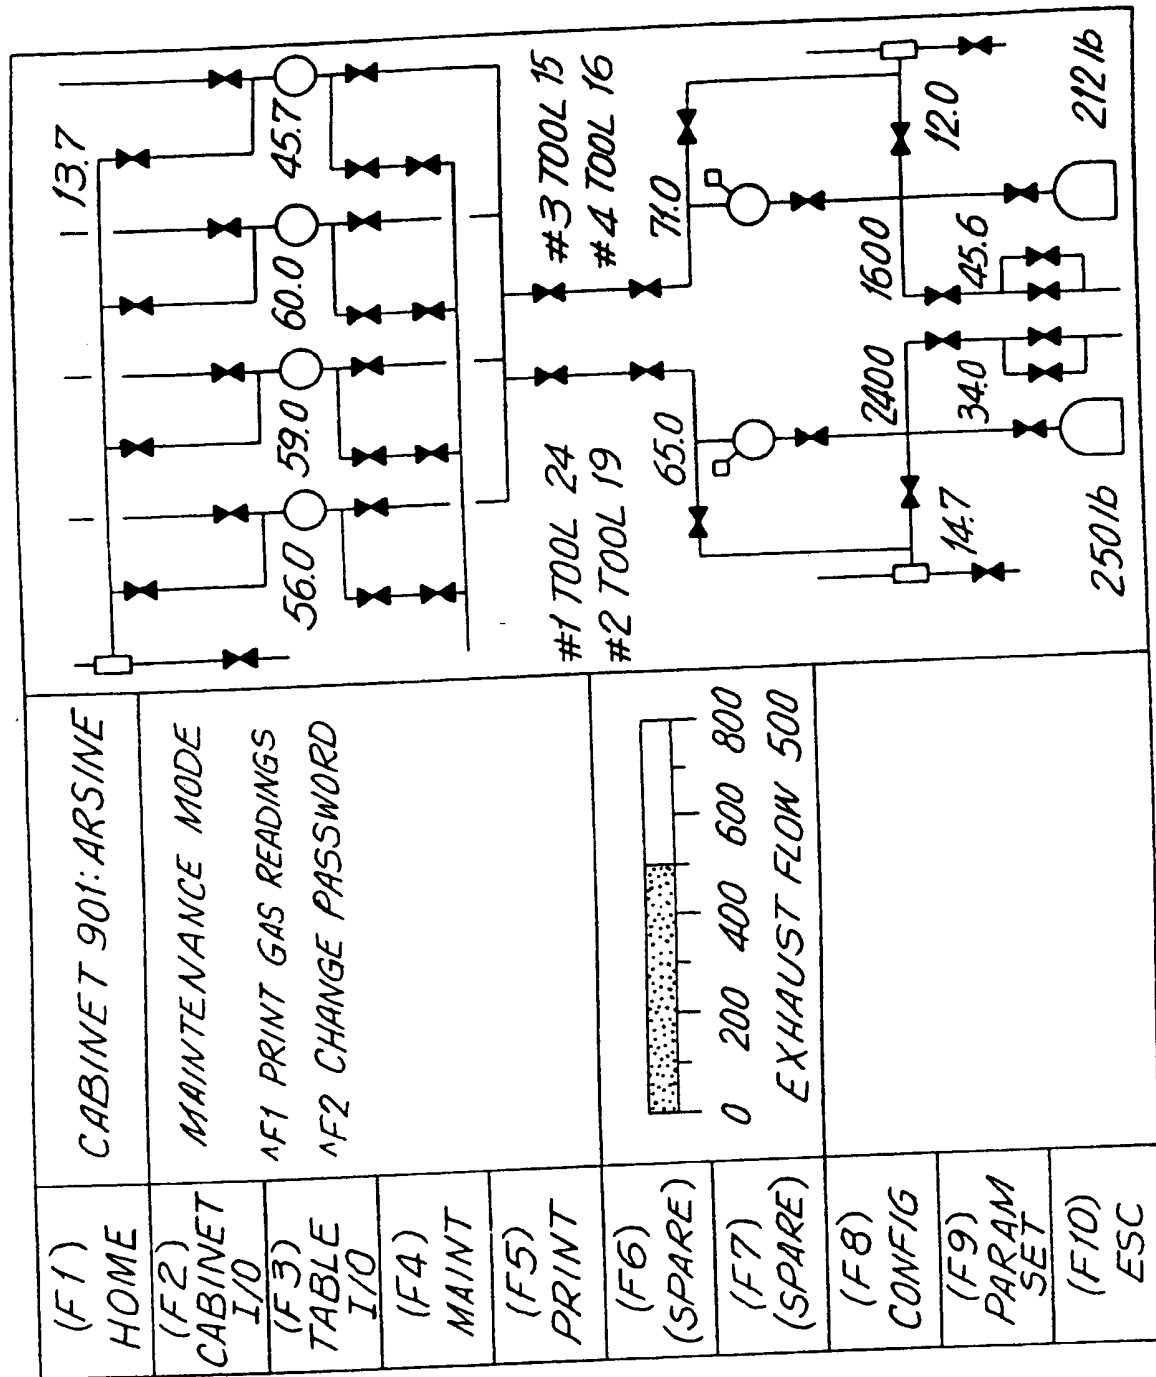 (F1)
HOME
(F2)
CABINET
I/O
(F3)
TABLE
I/O
(F4)
MAINT
(F5)
PRINT
(F6)
(SPARE)
(F7)
(SPARE)
(F8)
CONFIG
(F9)
PARAM
SET
(F10)
ESC
CABINET 901: ARSINE
MAINTENANCE MODE
^F1 PRINT GAS READINGS
^F2 CHANGE PASSWORD
0 200 400 600 800
EXHAUST FLOW 500
13.7
56.0 59.0 60.0 45.7
#1 TOOL 24 #3 TOOL 15
#2 TOOL 19 #4 TOOL 16
65.0 71.0
2400 1600
14.7 34.0 45.6 12.0
250 lb 212 lb